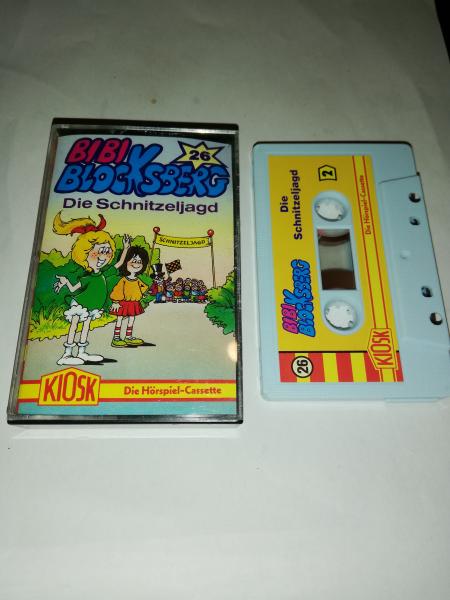 BIBI
BLOCKSBERG
26
Die Schnitzeljagd
SCHNITZELJAGD
KIOSK
Die Hörspiel-Cassette
26
BIBI
BLOCKSBERG
Die
Schnitzeljagd
2
KIOSK
Die Hörspiel-Cassette